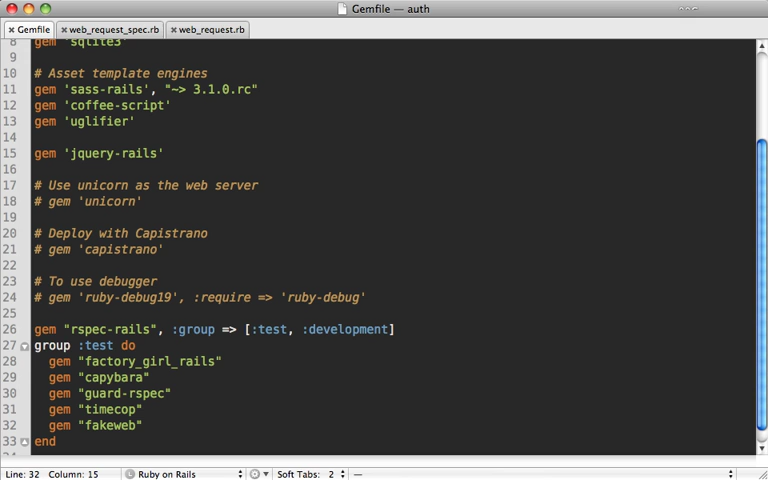 Gemfile — auth
Gemfile web_request_spec.rb web_request.rb
8 gem 'sqlite3'
9
10 # Asset template engines
11 gem 'sass-rails', "~> 3.1.0.rc"
12 gem 'coffee-script'
13 gem 'uglifier'
14
15 gem 'jquery-rails'
16
17 # Use unicorn as the web server
18 # gem 'unicorn'
19
20 # Deploy with Capistrano
21 # gem 'capistrano'
22
23 # To use debugger
24 # gem 'ruby-debug19', :require => 'ruby-debug'
25
26 gem "rspec-rails", :group => [:test, :development]
27 group :test do
28 gem "factory_girl_rails"
29 gem "capybara"
30 gem "guard-rspec"
31 gem "timecop"
32 gem "fakeweb"
33 end
Line: 32 Column: 15 L Ruby on Rails Soft Tabs: 2 —